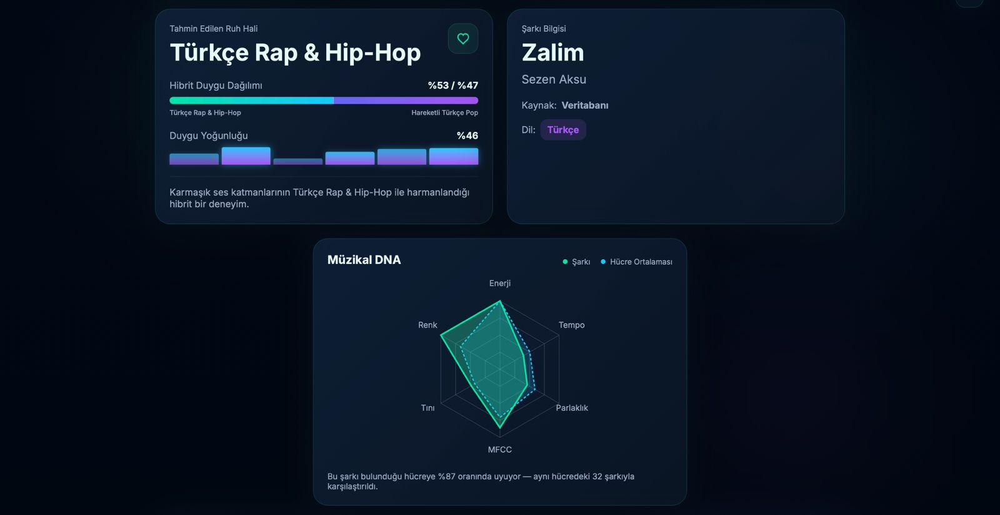 Tahmin Edilen Ruh Hali
Türkçe Rap & Hip-Hop
Hibrit Duygu Dağılımı
%53 / %47
Türkçe Rap & Hip-Hop
Hareketli Türkçe Pop
Duygu Yoğunluğu
%46
Karmaşık ses katmanlarının Türkçe Rap & Hip-Hop ile harmanlandığı
hibrit bir deneyim.
Şarkı Bilgisi
Zalim
Sezen Aksu
Kaynak: Veritabanı
Dil: Türkçe
Müzikal DNA
Şarkı
Hücre Ortalaması
Enerji
Renk
Tempo
Tını
Parlaklık
MFCC
Bu şarkı bulunduğu hücreye %87 oranında uyuyor — aynı hücredeki 32 şarkıyla
karşılaştırıldı.